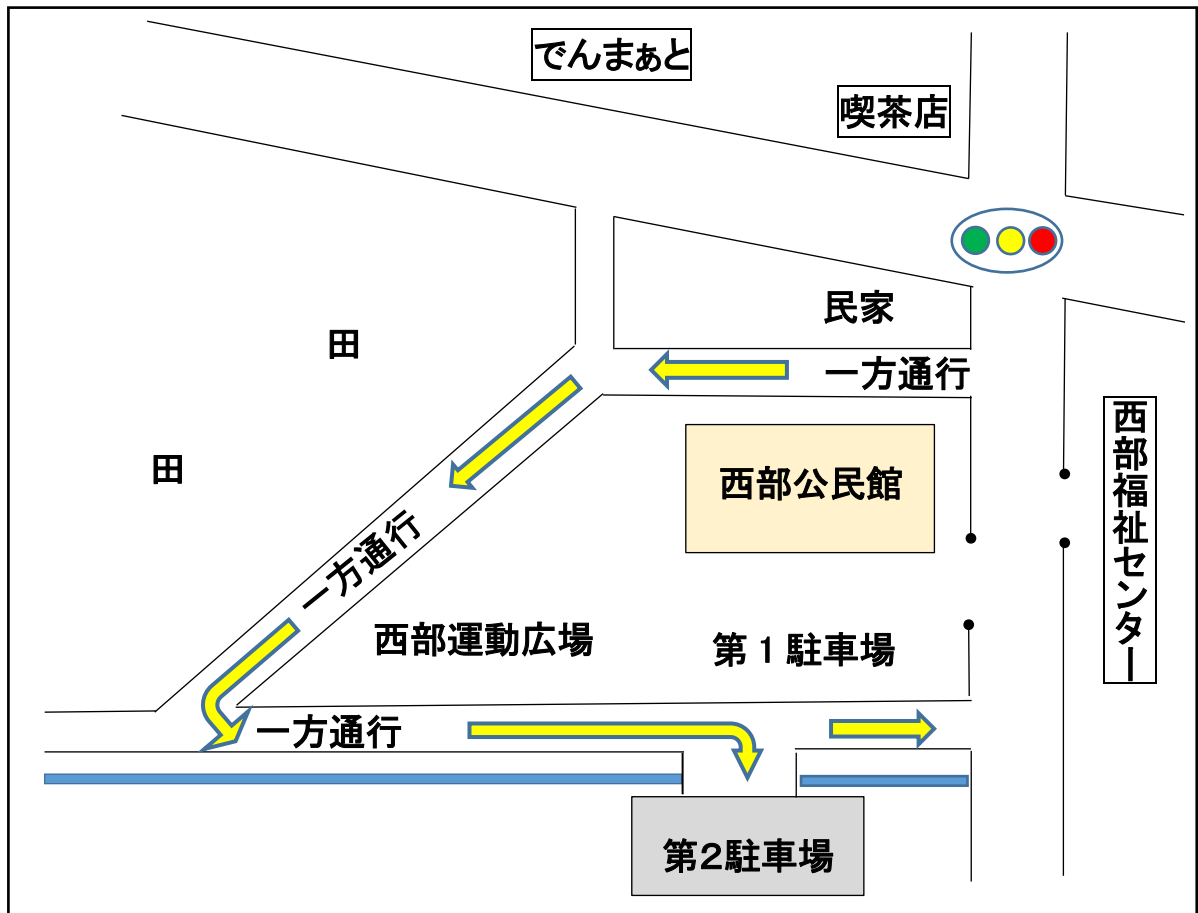 でんまぁと
喫茶店
民家
田
一方通行
西部福祉センター
田
西部公民館
一方通行
西部運動広場
第1駐車場
一方通行
第2駐車場